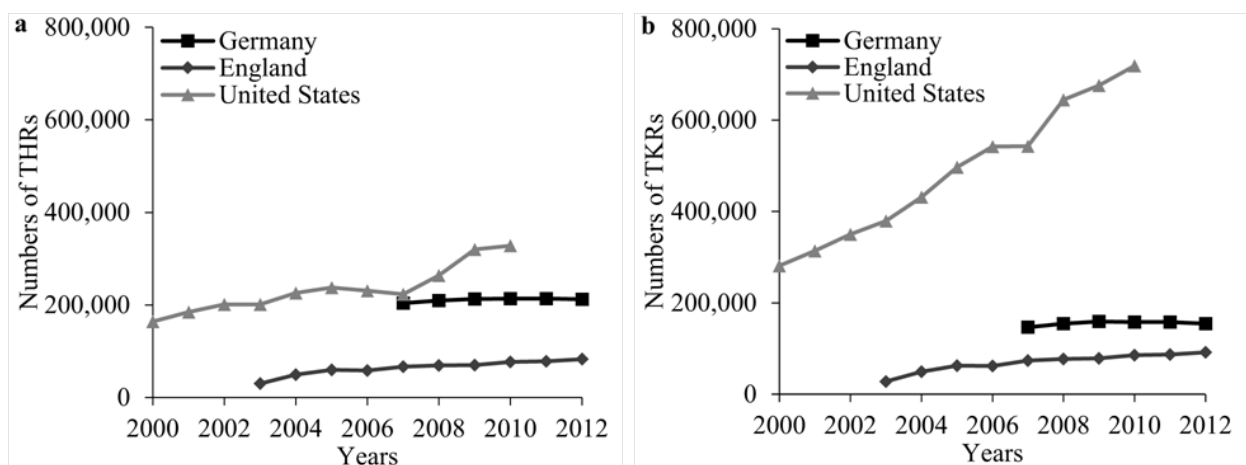 a
800,000
600,000
400,000
200,000
0
Numbers of THRs
Germany
England
United States
2000 2002 2004 2006 2008 2010 2012
Years
b
800,000
600,000
400,000
200,000
0
Numbers of TKRs
Germany
England
United States
2000 2002 2004 2006 2008 2010 2012
Years